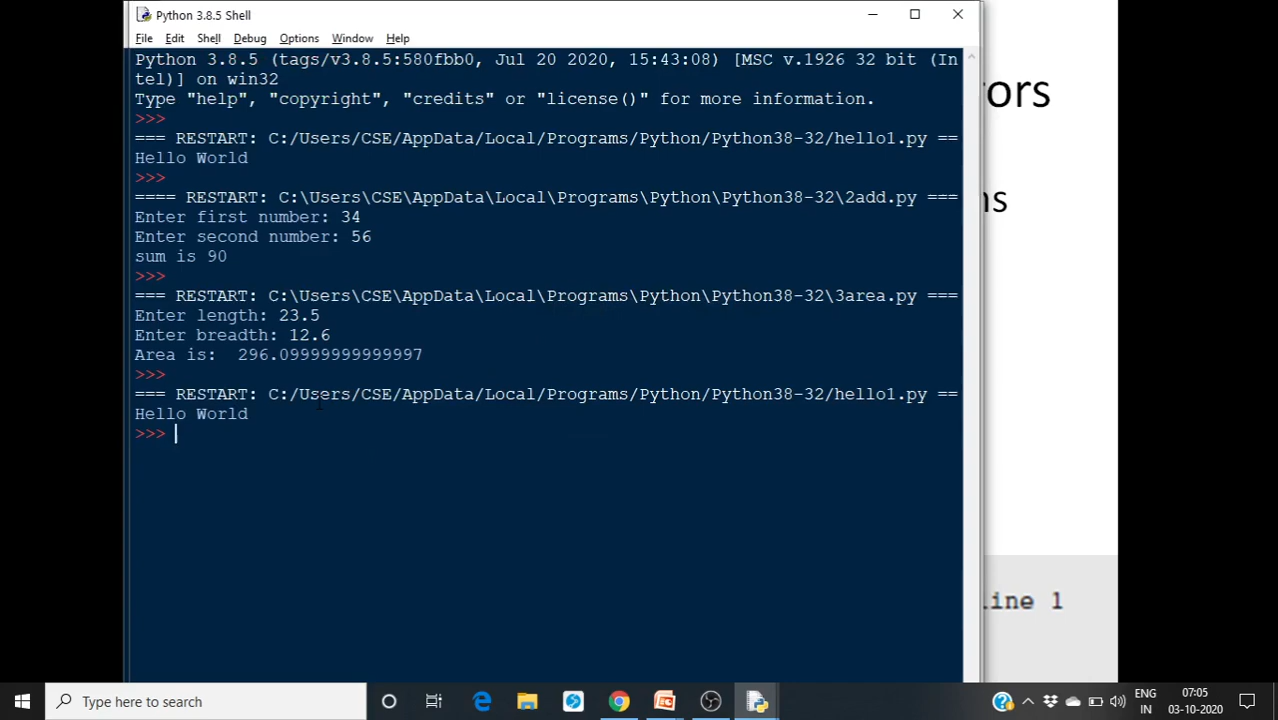 Python 3.8.5 Shell
File Edit Shell Debug Options Window Help
Python 3.8.5 (tags/v3.8.5:580fbb0, Jul 20 2020, 15:43:08) [MSC v.1926 32 bit (In
tel)] on win32
Type "help", "copyright", "credits" or "license()" for more information.
>>>
=== RESTART: C:/Users/CSE/AppData/Local/Programs/Python/Python38-32/hello1.py ==
Hello World
>>>
==== RESTART: C:\Users\CSE\AppData\Local\Programs\Python\Python38-32\2add.py ===
Enter first number: 34
Enter second number: 56
sum is 90
>>>
=== RESTART: C:\Users\CSE\AppData\Local\Programs\Python\Python38-32\3area.py ===
Enter length: 23.5
Enter breadth: 12.6
Area is:  296.09999999999997
>>>
=== RESTART: C:/Users/CSE/AppData/Local/Programs/Python/Python38-32/hello1.py ==
Hello World
>>>
rors
ns
line 1
Type here to search
ENG
IN
07:05
03-10-2020